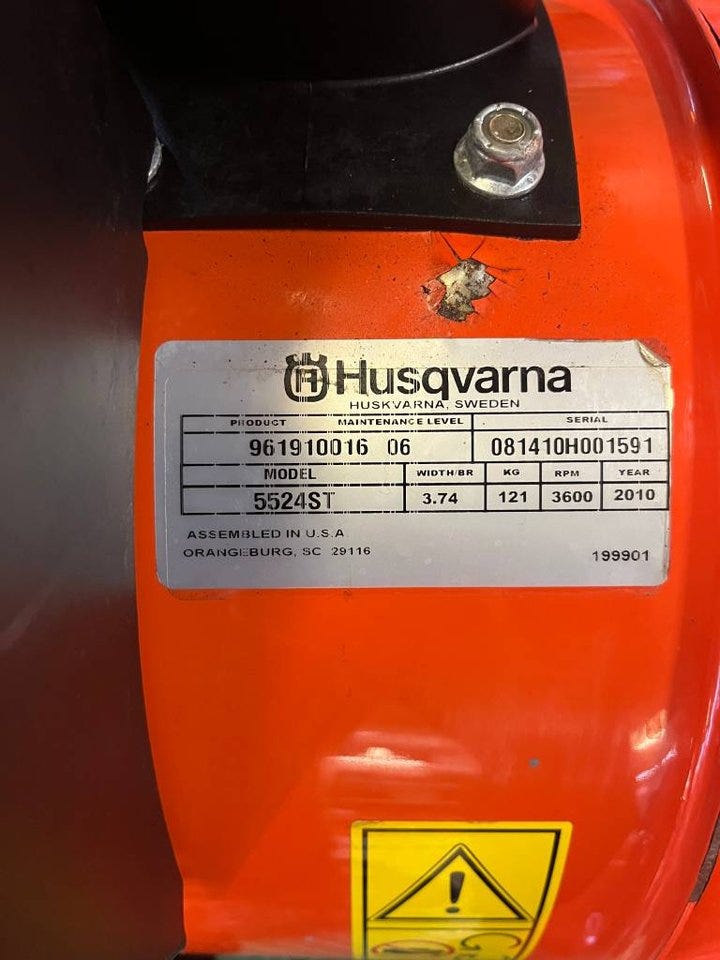 Husqvarna
HUSKVARNA, SWEDEN
PRODUCT MAINTENANCE LEVEL SERIAL
961910016 06 081410H001591
MODEL WIDTH/BR KG RPM YEAR
5524ST 3.74 121 3600 2010
ASSEMBLED IN U.S.A
ORANGEBURG, SC 29116
199901